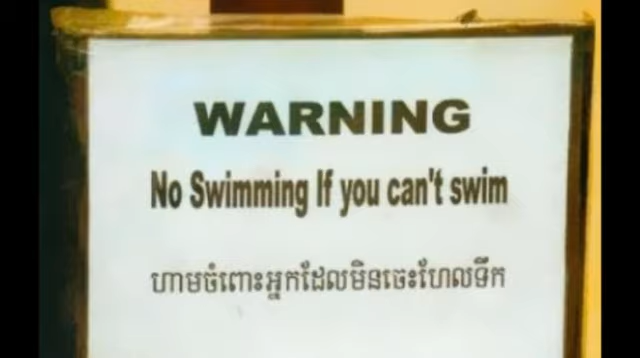 WARNING
No Swimming If you can't swim
ហាមចំពោះអ្នកដែលមិនចេះហែលទឹក